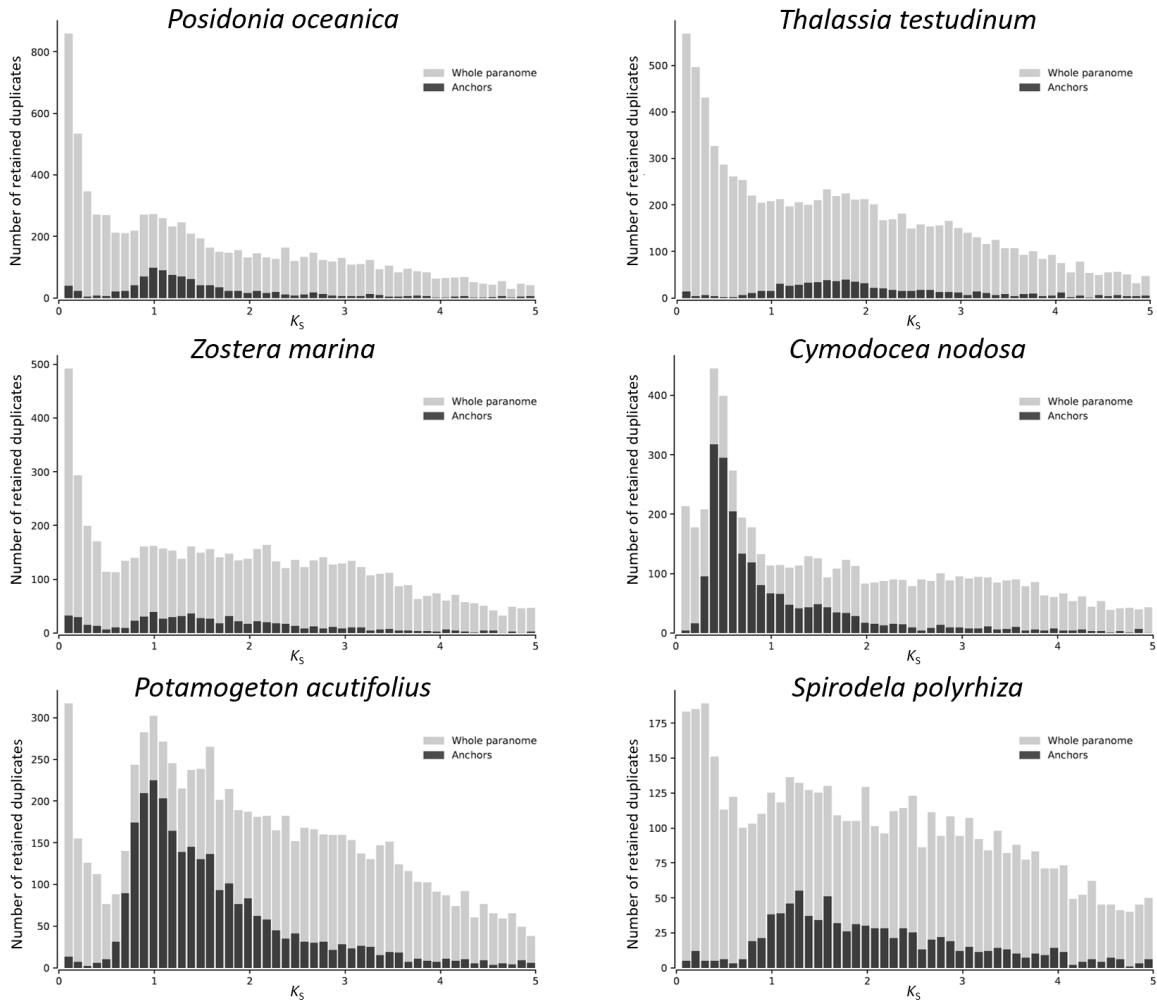 Posidonia oceanica
Number of retained duplicates
800
600
400
200
0
Whole paranome
Anchors
0 1 2 3 4 5
KS
Thalassia testudinum
Number of retained duplicates
500
400
300
200
100
0
Whole paranome
Anchors
0 1 2 3 4 5
KS
Zostera marina
Number of retained duplicates
500
400
300
200
100
0
Whole paranome
Anchors
0 1 2 3 4 5
KS
Cymodocea nodosa
Number of retained duplicates
400
300
200
100
0
Whole paranome
Anchors
0 1 2 3 4 5
KS
Potamogeton acutifolius
Number of retained duplicates
300
250
200
150
100
50
0
Whole paranome
Anchors
0 1 2 3 4 5
KS
Spirodela polyrhiza
Number of retained duplicates
175
150
125
100
75
50
25
0
Whole paranome
Anchors
0 1 2 3 4 5
KS